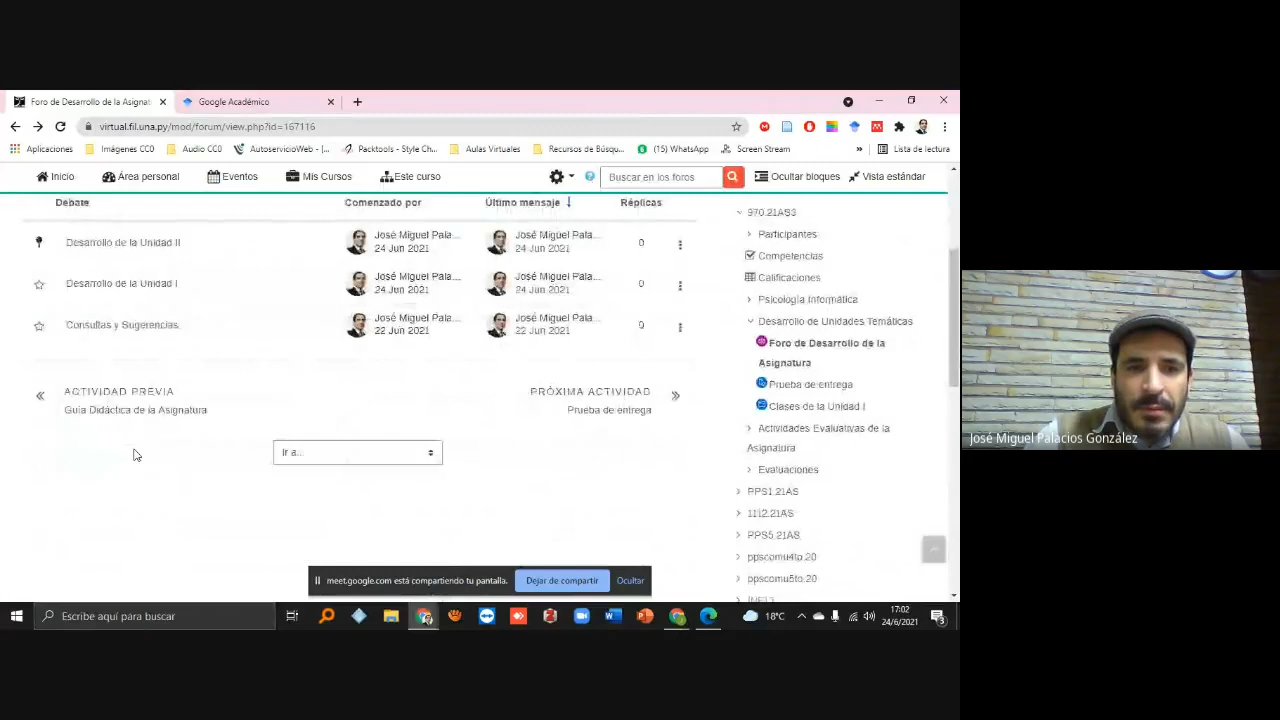 Foro de Desarrollo de la Asignat
Google Académico
virtual.fil.una.py/mod/forum/view.php?id=167116
Aplicaciones
Imágenes CC0
Audio CC0
AutoservicioWeb - |...
Packtools - Style Ch...
Aulas Virtuales
Recursos de Búsqu...
(15) WhatsApp
Screen Stream
»
Lista de lectura
Inicio
Área personal
Eventos
Mis Cursos
Este curso
Buscar en los foros
Ocultar bloques
Vista estándar
Debate
Comenzado por
Último mensaje ↓
Réplicas
Desarrollo de la Unidad II
José Miguel Pala...
24 Jun 2021
José Miguel Pala...
24 Jun 2021
0
Desarrollo de la Unidad I
José Miguel Pala...
24 Jun 2021
José Miguel Pala...
24 Jun 2021
0
Consultas y Sugerencias
José Miguel Pala...
22 Jun 2021
José Miguel Pala...
22 Jun 2021
0
ACTIVIDAD PREVIA
Guía Didáctica de la Asignatura
PRÓXIMA ACTIVIDAD
Prueba de entrega
Ir a...
Participantes
Competencias
Calificaciones
Psicología Informática
Desarrollo de Unidades Temáticas
Foro de Desarrollo de la
Asignatura
Prueba de entrega
Clases de la Unidad I
Actividades Evaluativas de la
Asignatura
Evaluaciones
PPS1.21AS
1112.21AS
PPS5.21AS
ppscomu4to.20
ppscomu5to.20
meet.google.com está compartiendo tu pantalla.
Dejar de compartir
Ocultar
Escribe aquí para buscar
18°C
17:02
24/6/2021
3
José Miguel Palacios González